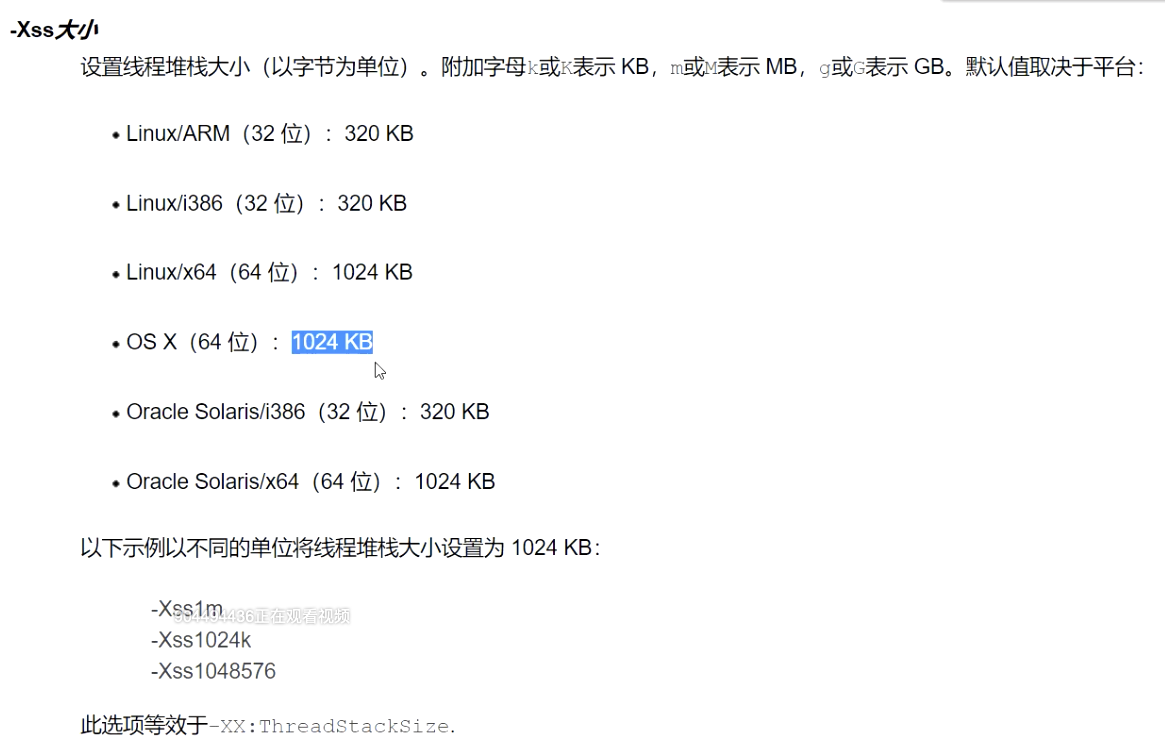 -Xss大小
设置线程堆栈大小（以字节为单位）。附加字母k或K表示 KB，m或M表示 MB，g或G表示 GB。默认值取决于平台：
• Linux/ARM（32 位）：320 KB
• Linux/i386（32 位）：320 KB
• Linux/x64（64 位）：1024 KB
• OS X（64 位）：1024 KB
• Oracle Solaris/i386（32 位）：320 KB
• Oracle Solaris/x64（64 位）：1024 KB
以下示例以不同的单位将线程堆栈大小设置为 1024 KB：
-Xss1m
904494436正在观看视频
-Xss1024k
-Xss1048576
此选项等效于-XX:ThreadStackSize.